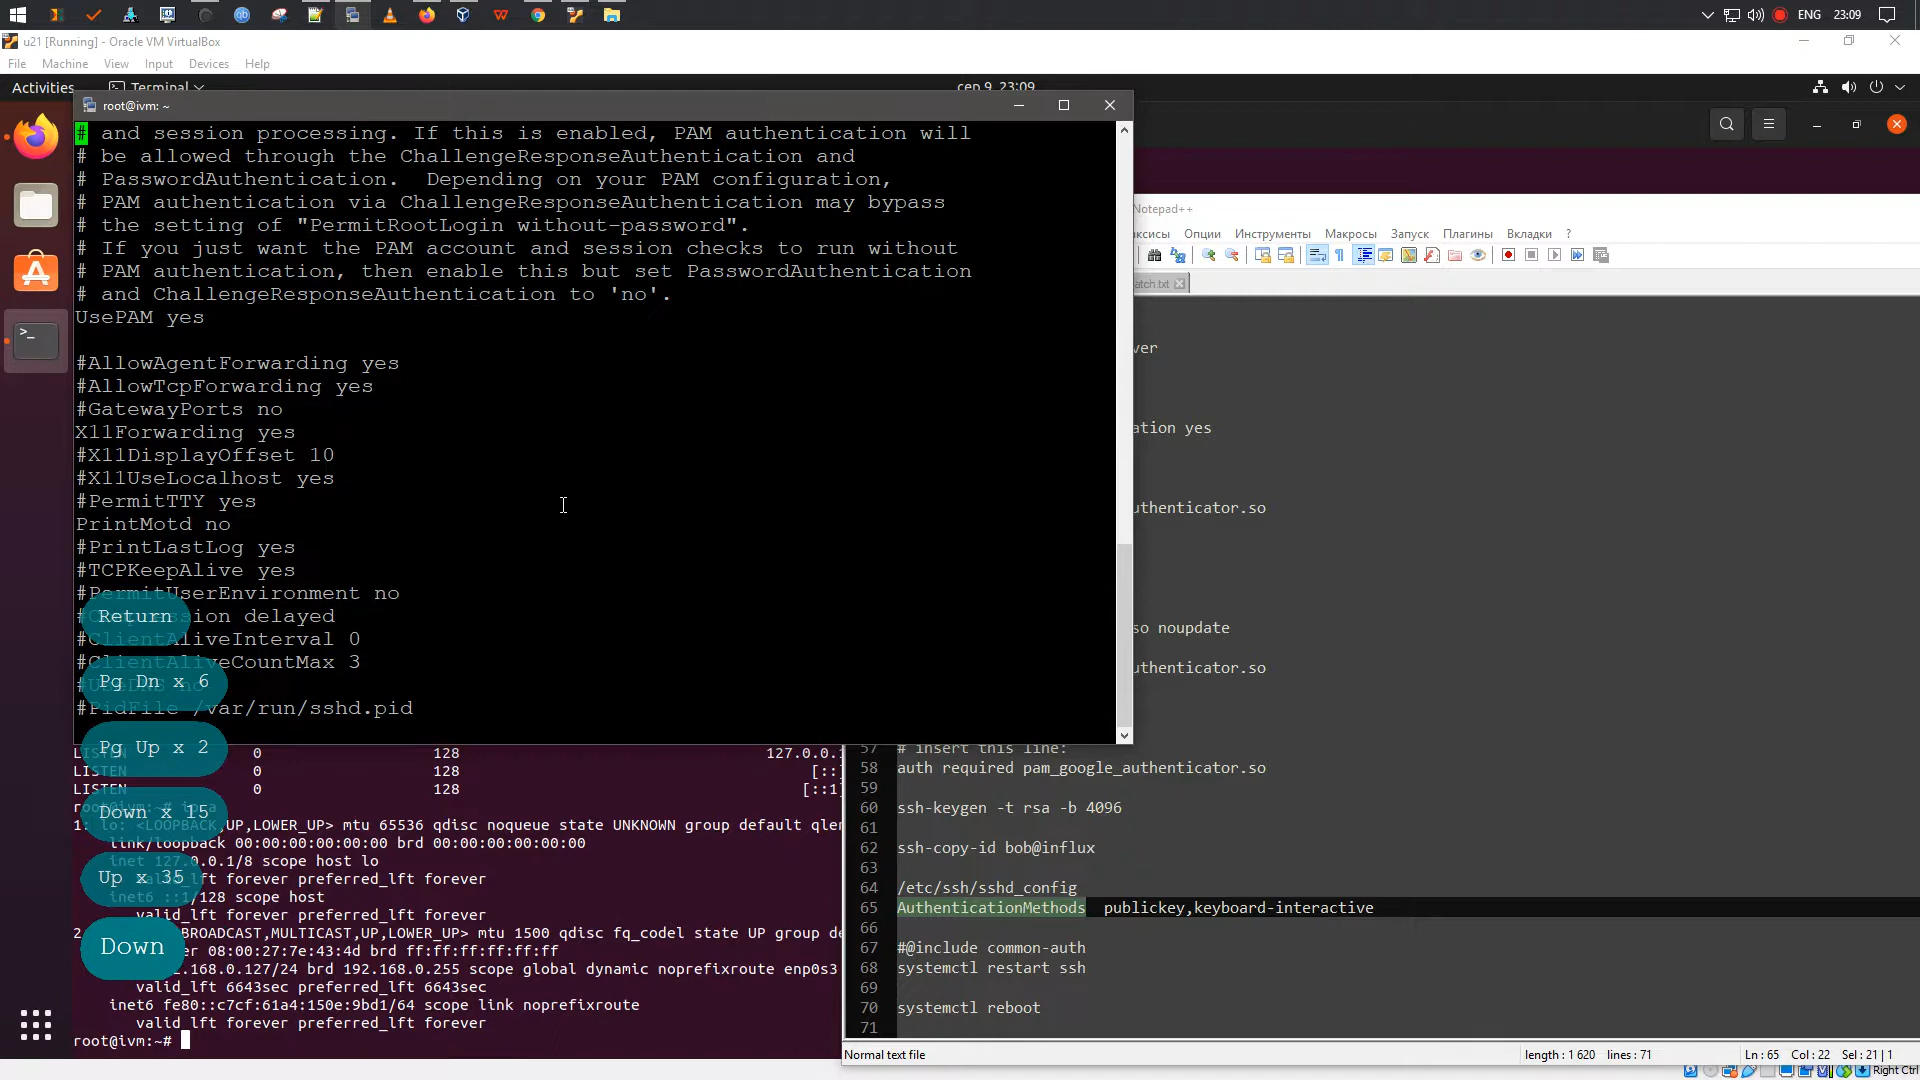 ENG
23:09
u21 [Running] - Oracle VM VirtualBox
File Machine View Input Devices Help
Activities
Terminal
сер 9, 23:09
root@ivm: ~
# and session processing. If this is enabled, PAM authentication will
# be allowed through the ChallengeResponseAuthentication and
# PasswordAuthentication.  Depending on your PAM configuration,
# PAM authentication via ChallengeResponseAuthentication may bypass
# the setting of "PermitRootLogin without-password".
# If you just want the PAM account and session checks to run without
# PAM authentication, then enable this but set PasswordAuthentication
# and ChallengeResponseAuthentication to 'no'.
UsePAM yes
#AllowAgentForwarding yes
#AllowTcpForwarding yes
#GatewayPorts no
X11Forwarding yes
#X11DisplayOffset 10
#X11UseLocalhost yes
#PermitTTY yes
PrintMotd no
#PrintLastLog yes
#TCPKeepAlive yes
#PermitUserEnvironment no
#Compression delayed
#ClientAliveInterval 0
#ClientAliveCountMax 3
#UseDNS no
#PidFile /var/run/sshd.pid
Return
Pg Dn x 6
Pg Up x 2
Down x 15
Up x 35
Down
LISTEN 0 128 127.0.0.1
LISTEN 0 128 [::]
LISTEN 0 128 [::1]
root@ivm:~# ip a
1: lo: <LOOPBACK,UP,LOWER_UP> mtu 65536 qdisc noqueue state UNKNOWN group default qlen
link/loopback 00:00:00:00:00:00 brd 00:00:00:00:00:00
inet 127.0.0.1/8 scope host lo
valid_lft forever preferred_lft forever
inet6 ::1/128 scope host
valid_lft forever preferred_lft forever
2 BROADCAST,MULTICAST,UP,LOWER_UP> mtu 1500 qdisc fq_codel state UP group de
er 08:00:27:7e:43:4d brd ff:ff:ff:ff:ff:ff
2.168.0.127/24 brd 192.168.0.255 scope global dynamic noprefixroute enp0s3
valid_lft 6643sec preferred_lft 6643sec
inet6 fe80::c7cf:61a4:150e:9bd1/64 scope link noprefixroute
valid_lft forever preferred_lft forever
root@ivm:~#
Notepad++
ксисы Опции Инструменты Макросы Запуск Плагины Вкладки ?
atch.txt
ver
ation yes
uthenticator.so
so noupdate
uthenticator.so
57 # insert this line:
58 auth required pam_google_authenticator.so
59
60 ssh-keygen -t rsa -b 4096
61
62 ssh-copy-id bob@influx
63
64 /etc/ssh/sshd_config
65 AuthenticationMethods  publickey,keyboard-interactive
66
67 #@include common-auth
68 systemctl restart ssh
69
70 systemctl reboot
71
Normal text file
length : 1 620 lines : 71
Ln : 65 Col : 22 Sel : 21 | 1
Right Ctrl